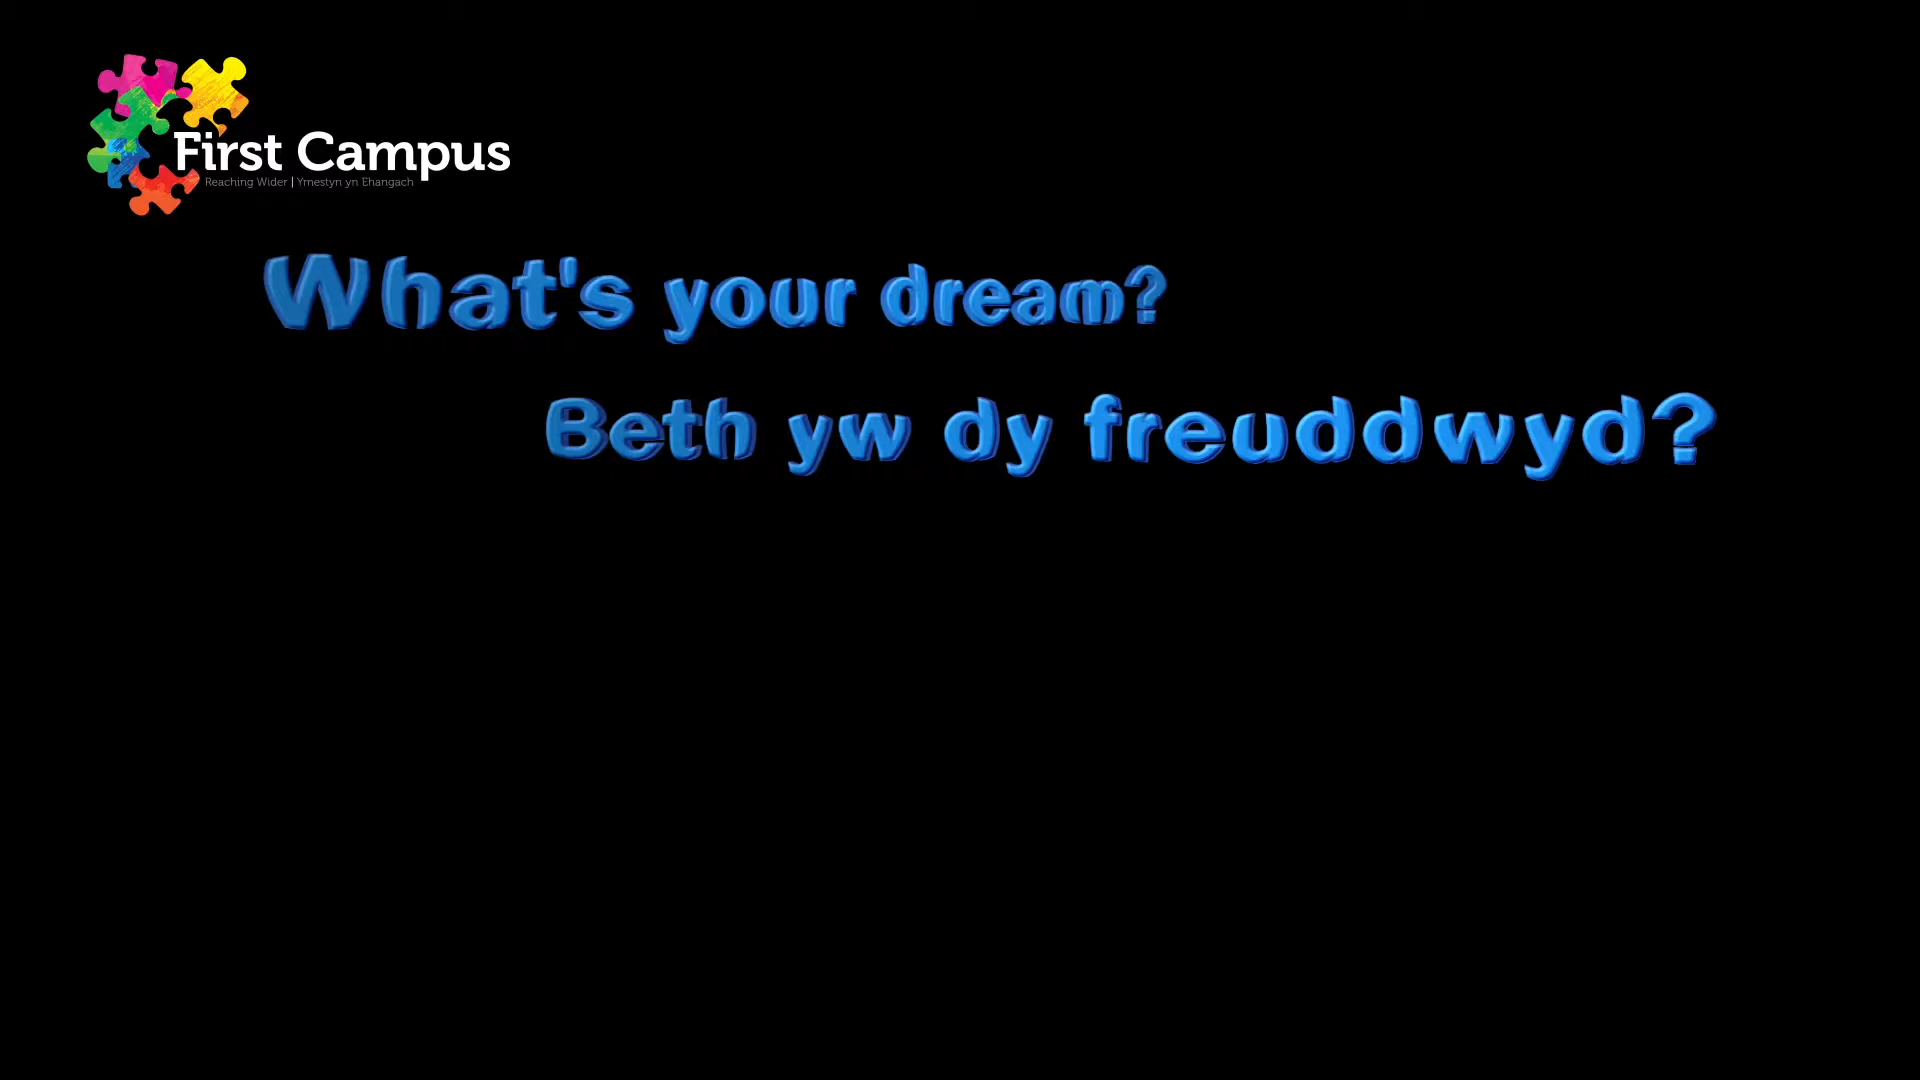 First Campus
Reaching Wider | Ymestyn yn Ehangach
What's your dream?
Beth yw dy freuddwyd?